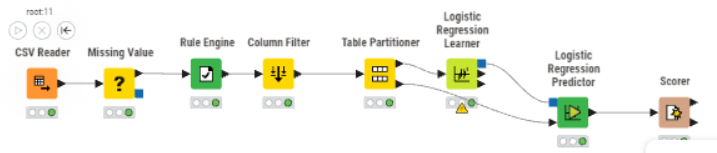 root:11
CSV Reader
Missing Value
?
Rule Engine
Column Filter
Table Partitioner
Logistic
Regression
Learner
Logistic
Regression
Predictor
Scorer